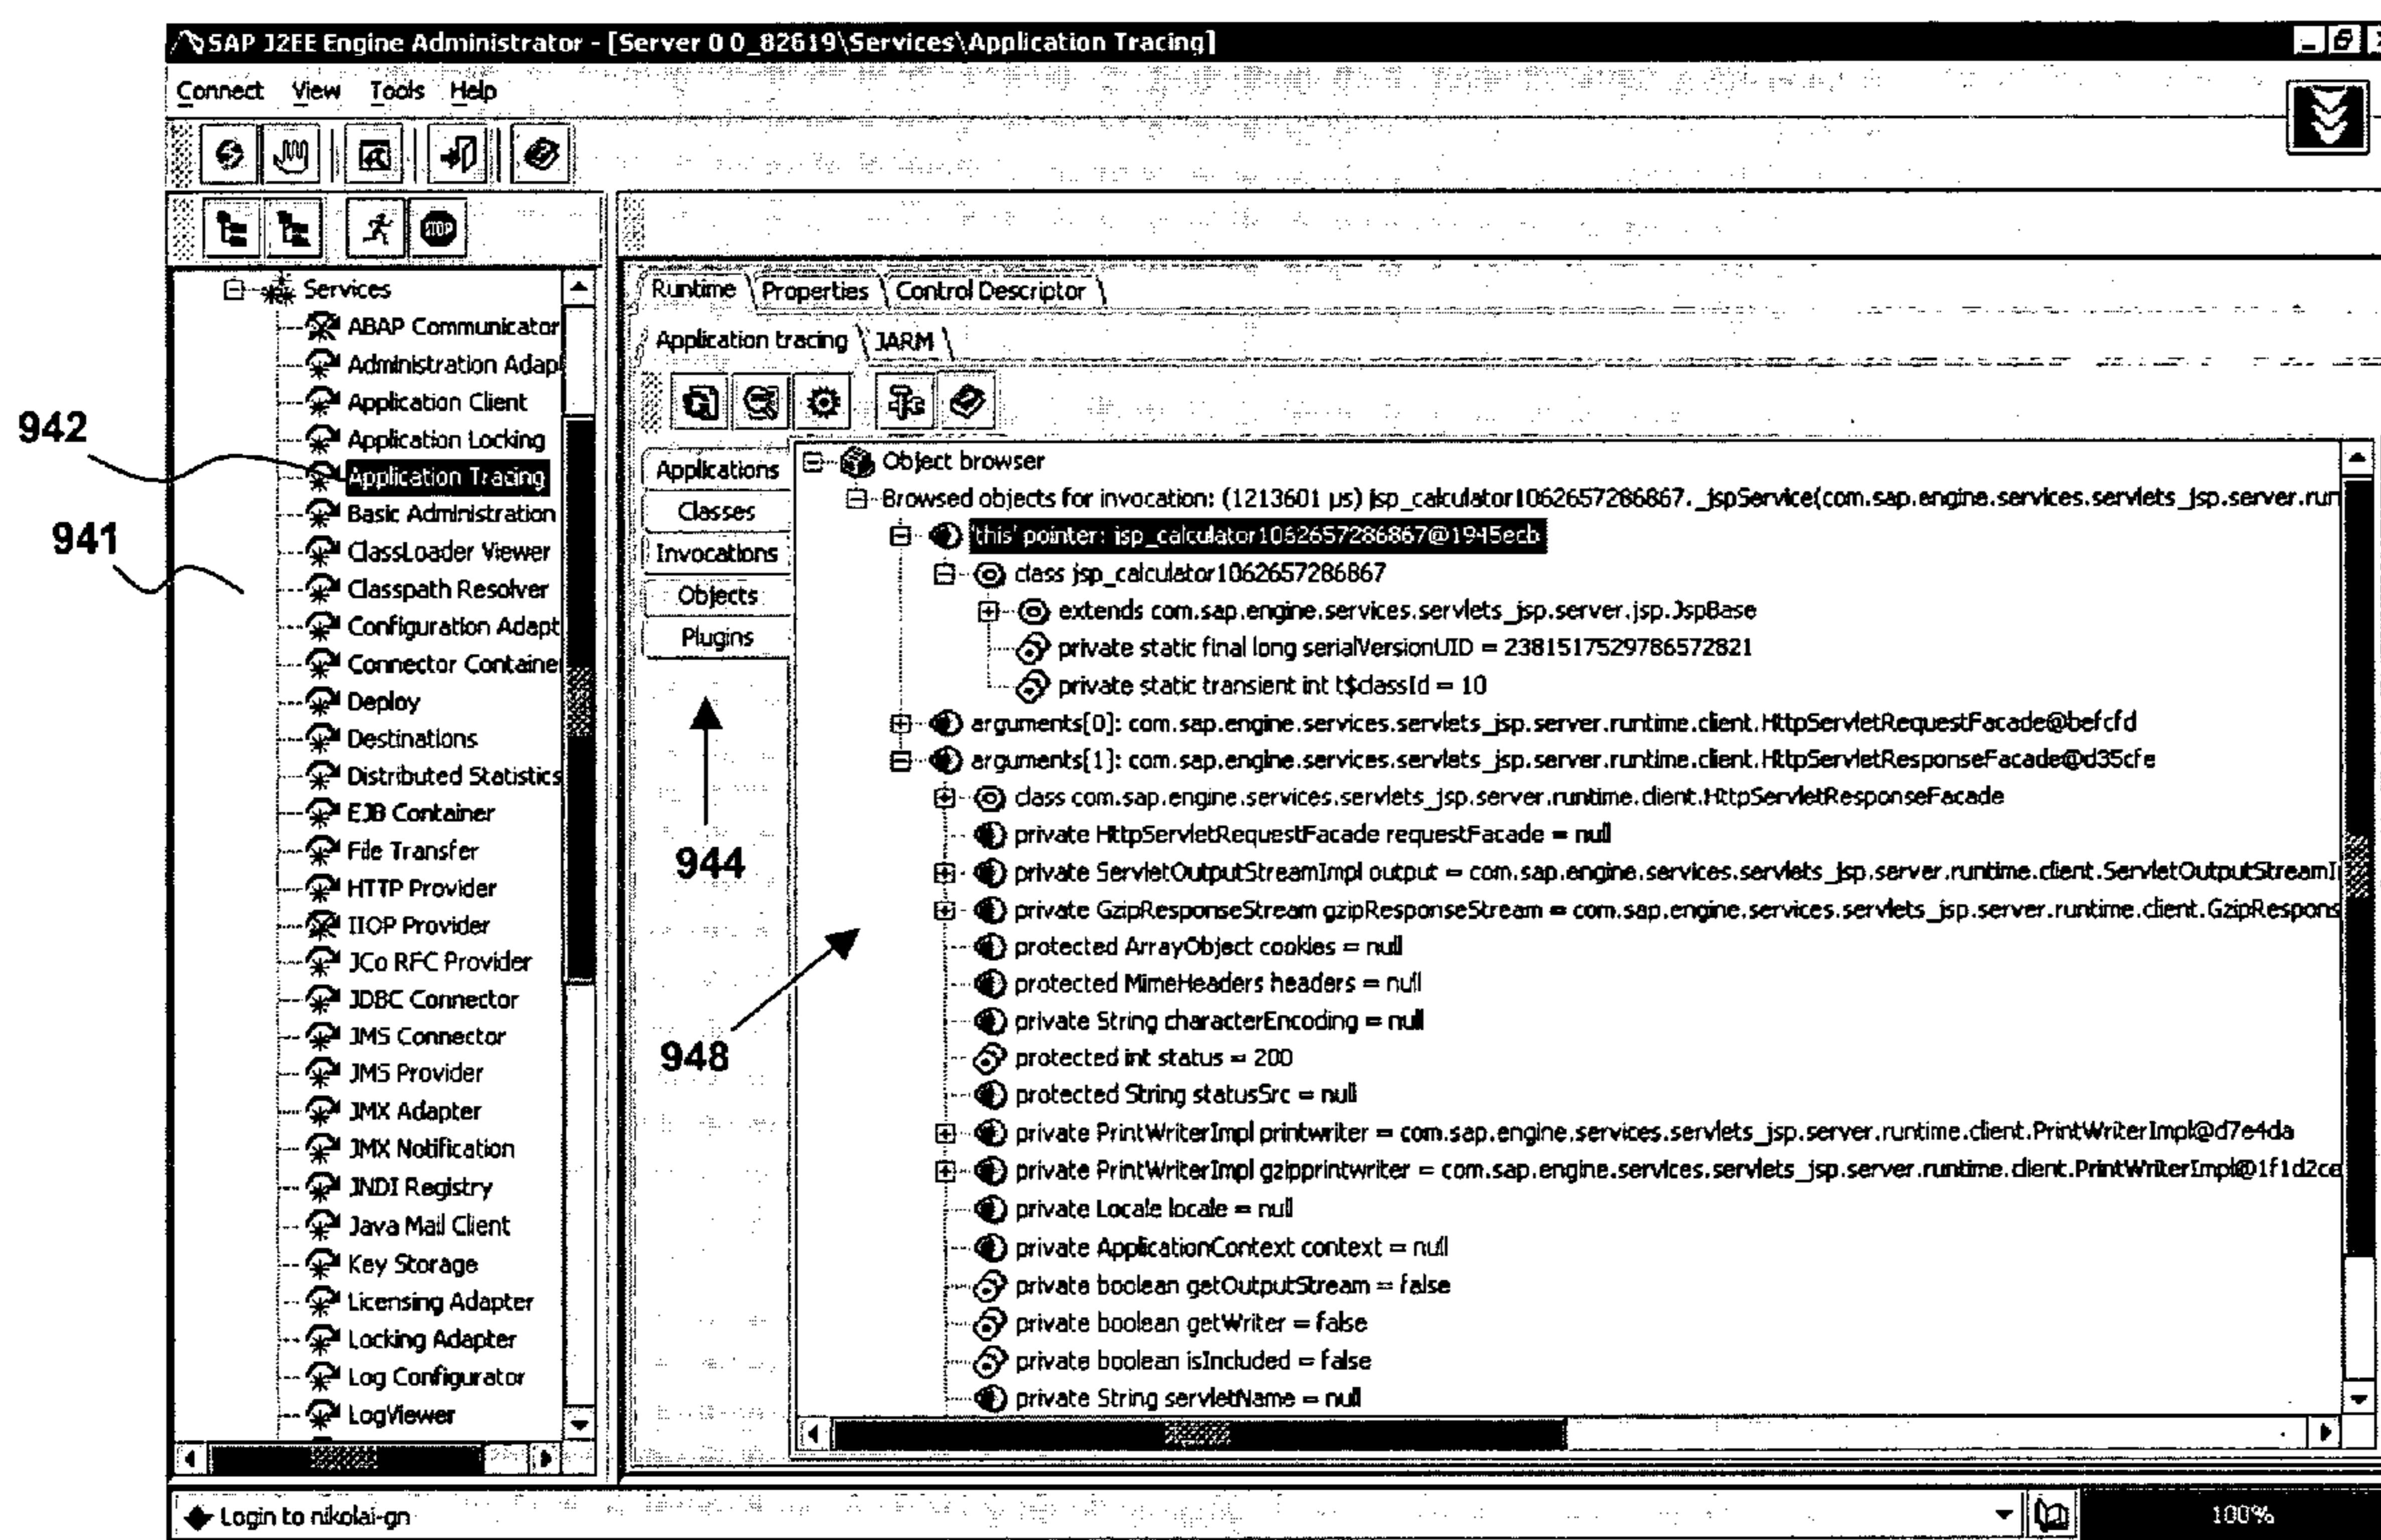 SAP J2EE Engine Administrator - [Server 0 0_82619\Services\Application Tracing]
Connect View Tools Help
STOP
Services
ABAP Communicator
Administration Adapt
Application Client
Application Locking
Application Tracing
Basic Administration
ClassLoader Viewer
Classpath Resolver
Configuration Adapt
Connector Container
Deploy
Destinations
Distributed Statistics
EJB Container
File Transfer
HTTP Provider
IIOP Provider
JCo RFC Provider
JDBC Connector
JMS Connector
JMS Provider
JMX Adapter
JMX Notification
JNDI Registry
Java Mail Client
Key Storage
Licensing Adapter
Locking Adapter
Log Configurator
LogViewer
942
941
Runtime Properties Control Descriptor
Application tracing JARM
Applications
Classes
Invocations
Objects
Plugins
944
948
Object browser
Browsed objects for invocation: (1213601 µs) jsp_calculator1062657286867._jspService(com.sap.engine.services.servlets_jsp.server.run
'this' pointer: jsp_calculator1062657286867@1945ecb
class jsp_calculator1062657286867
extends com.sap.engine.services.servlets_jsp.server.jsp.JspBase
private static final long serialVersionUID = 2381517529786572821
private static transient int t$classId = 10
arguments[0]: com.sap.engine.services.servlets_jsp.server.runtime.client.HttpServletRequestFacade@befcfd
arguments[1]: com.sap.engine.services.servlets_jsp.server.runtime.client.HttpServletResponseFacade@d35cfe
class com.sap.engine.services.servlets_jsp.server.runtime.client.HttpServletResponseFacade
private HttpServletRequestFacade requestFacade = null
private ServletOutputStreamImpl output = com.sap.engine.services.servlets_jsp.server.runtime.client.ServletOutputStreamI
private GzipResponseStream gzipResponseStream = com.sap.engine.services.servlets_jsp.server.runtime.client.GzipRespons
protected ArrayObject cookies = null
protected MimeHeaders headers = null
private String characterEncoding = null
protected int status = 200
protected String statusSrc = null
private PrintWriterImpl printwriter = com.sap.engine.services.servlets_jsp.server.runtime.client.PrintWriterImpl@d7e4da
private PrintWriterImpl gzipprintwriter = com.sap.engine.services.servlets_jsp.server.runtime.client.PrintWriterImpl@1f1d2ce
private Locale locale = null
private ApplicationContext context = null
private boolean getOutputStream = false
private boolean getWriter = false
private boolean isIncluded = false
private String servletName = null
Login to nikolai-gn
100%